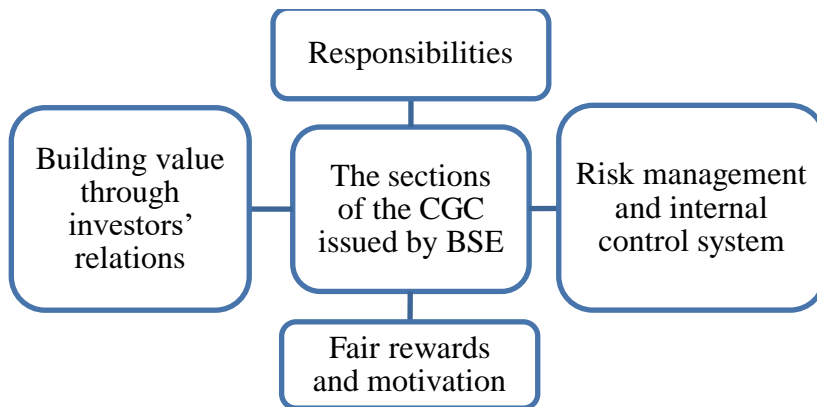 Responsibilities
Building value
through
investors’
relations
The sections
of the CGC
issued by BSE
Risk management
and internal
control system
Fair rewards
and motivation